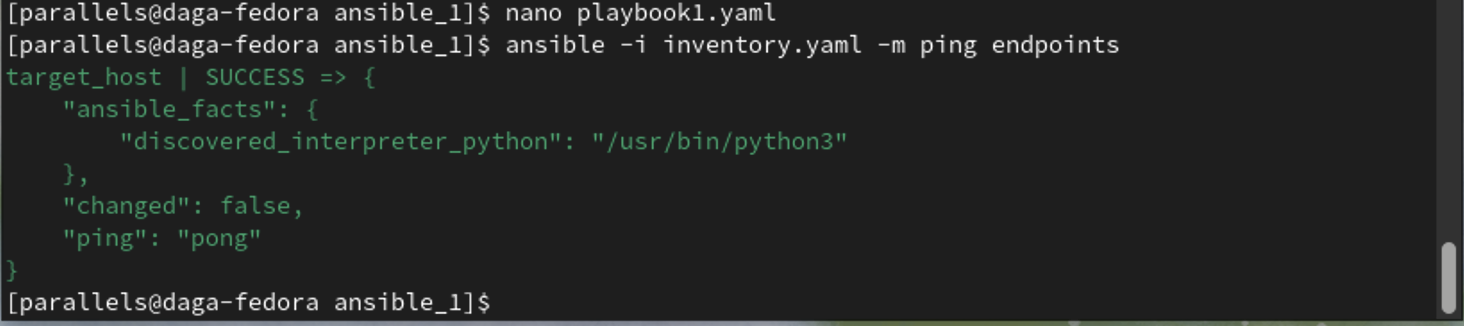 [parallels@daga-fedora ansible_1]$ nano playbook1.yaml
[parallels@daga-fedora ansible_1]$ ansible -i inventory.yaml -m ping endpoints
target_host | SUCCESS => {
    "ansible_facts": {
        "discovered_interpreter_python": "/usr/bin/python3"
    },
    "changed": false,
    "ping": "pong"
}
[parallels@daga-fedora ansible_1]$